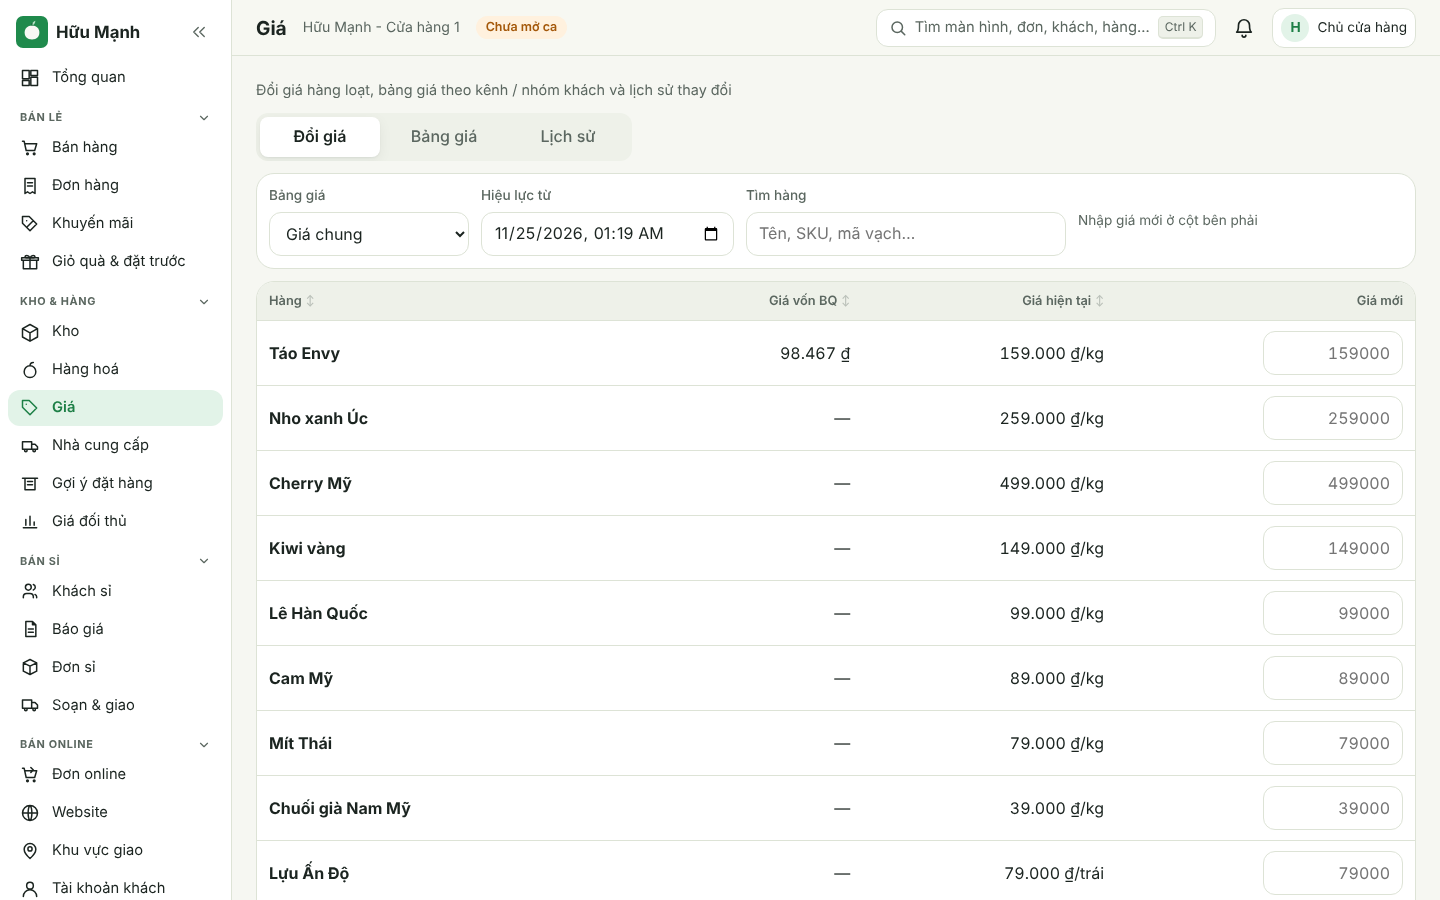 Hữu Mạnh
Tổng quan
BÁN LẺ
Bán hàng
Đơn hàng
Khuyến mãi
Giỏ quà & đặt trước
KHO & HÀNG
Kho
Hàng hoá
Giá
Nhà cung cấp
Gợi ý đặt hàng
Giá đối thủ
BÁN SỈ
Khách sỉ
Báo giá
Đơn sỉ
Soạn & giao
BÁN ONLINE
Đơn online
Website
Khu vực giao
Tài khoản khách
Giá Hữu Mạnh - Cửa hàng 1 Chưa mở ca Tìm màn hình, đơn, khách, hàng... Ctrl K H Chủ cửa hàng
Đổi giá hàng loạt, bảng giá theo kênh / nhóm khách và lịch sử thay đổi
Đổi giá Bảng giá Lịch sử
Bảng giá Hiệu lực từ Tìm hàng
Giá chung 11/25/2026, 01:19 AM Tên, SKU, mã vạch... Nhập giá mới ở cột bên phải
Hàng Giá vốn BQ Giá hiện tại Giá mới
Táo Envy 98.467 ₫ 159.000 ₫/kg 159000
Nho xanh Úc — 259.000 ₫/kg 259000
Cherry Mỹ — 499.000 ₫/kg 499000
Kiwi vàng — 149.000 ₫/kg 149000
Lê Hàn Quốc — 99.000 ₫/kg 99000
Cam Mỹ — 89.000 ₫/kg 89000
Mít Thái — 79.000 ₫/kg 79000
Chuối già Nam Mỹ — 39.000 ₫/kg 39000
Lựu Ấn Độ — 79.000 ₫/trái 79000